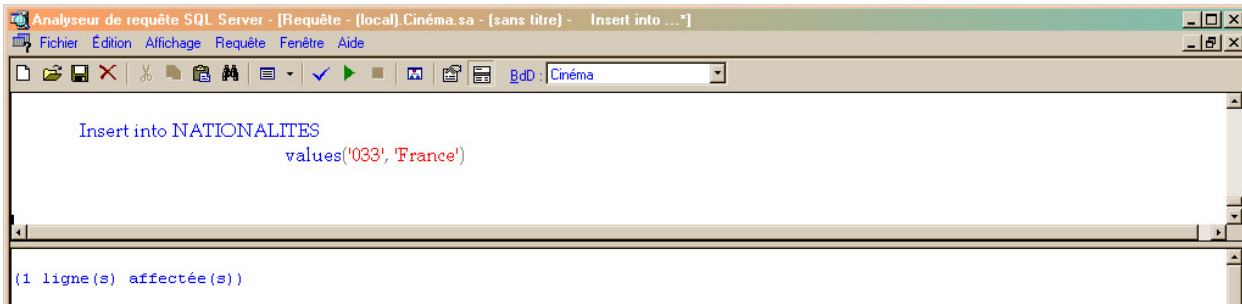 Analyseur de requête SQL Server - [Requête - (local).Cinéma.sa - (sans titre) - Insert into ...*]
Fichier Édition Affichage Requête Fenêtre Aide
BdD : Cinéma
Insert into NATIONALITES
values('033', 'France')
(1 ligne(s) affectée(s))